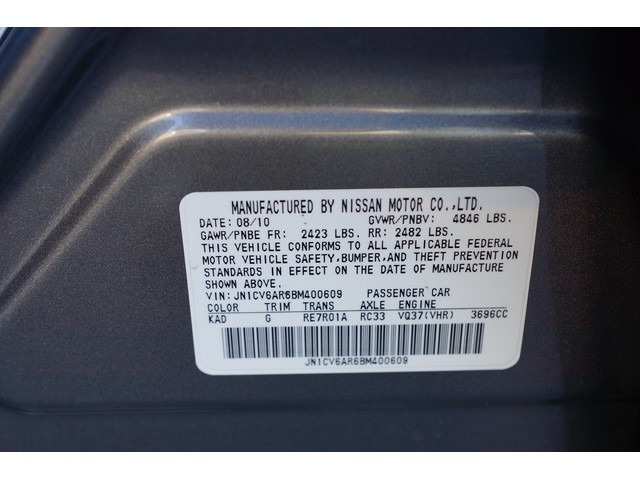 MANUFACTURED BY NISSAN MOTOR CO.,LTD.
DATE: 08/10 GVWR/PNBV: 4846 LBS.
GAWR/PNBE FR: 2423 LBS. RR: 2482 LBS.
THIS VEHICLE CONFORMS TO ALL APPLICABLE FEDERAL
MOTOR VEHICLE SAFETY,BUMPER,AND THEFT PREVENTION
STANDARDS IN EFFECT ON THE DATE OF MANUFACTURE
SHOWN ABOVE.
VIN: JN1CV6AR6BM400609 PASSENGER CAR
COLOR TRIM TRANS AXLE ENGINE
KAD G RE7R01A RC33 VQ37(VHR) 3696CC
JN1CV6AR6BM400609